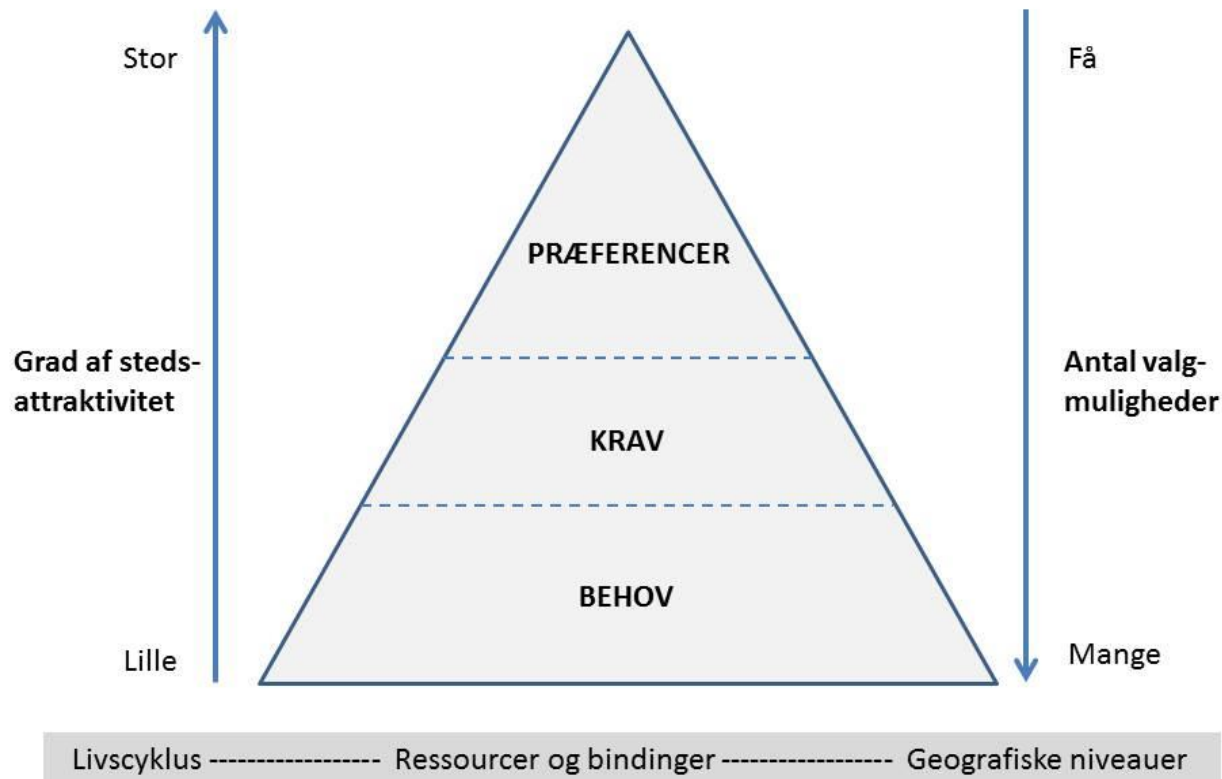 Stor
Få
PRÆFERENCER
Grad af steds-
attraktivitet
Antal valg-
muligheder
KRAV
BEHOV
Lille
Mange
Livscyklus ---------------- Ressourcer og bindinger ---------------- Geografiske niveauer